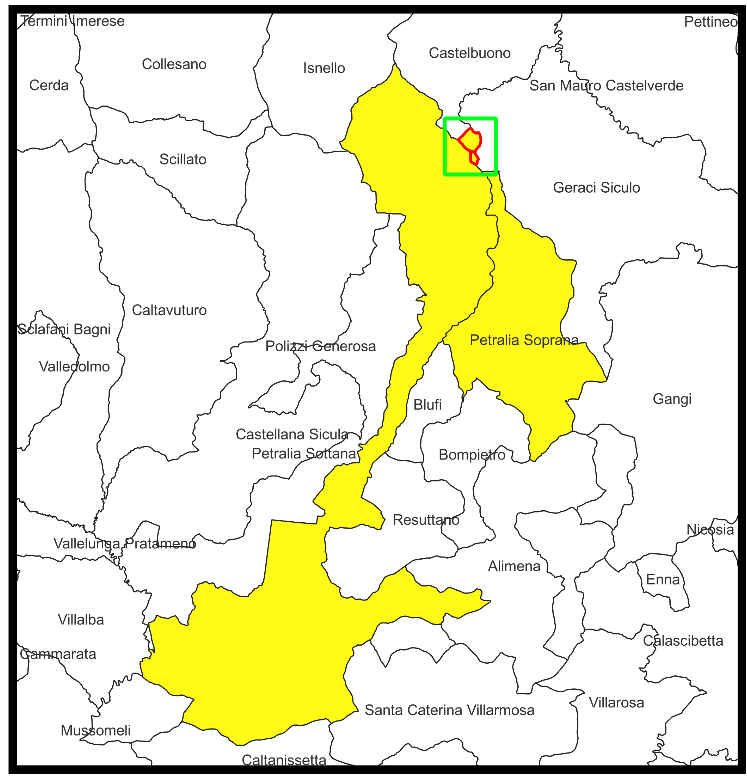 Termini Imerese
Pettineo
Castelbuono
Collesano
Isnello
Cerda
San Mauro Castelverde
Scillato
Geraci Siculo
Caltavuturo
Sclafani Bagni
Petralia Soprana
Polizzi Generosa
Valledolmo
Gangi
Blufi
Castellana Sicula
Petralia Sottana
Bompietro
Resuttano
Nicosia
Vallelunga Pratameno
Alimena
Enna
Villalba
Calascibetta
Cammarata
Villarosa
Santa Caterina Villarmosa
Mussomeli
Caltanissetta